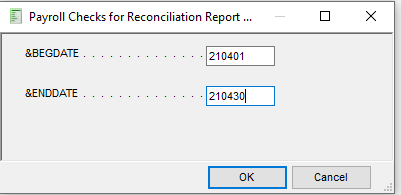 Payroll Checks for Reconciliation Report ...
&BEGDATE . . . . . . . . . . . . . . . 210401
&ENDDATE . . . . . . . . . . . . . . . 210430
OK Cancel